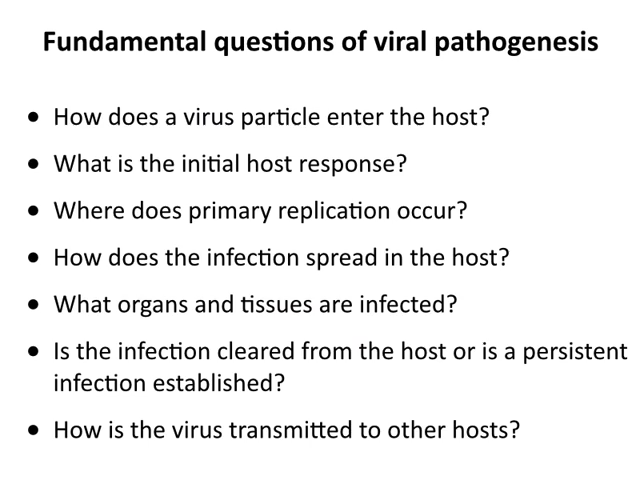 Fundamental questions of viral pathogenesis
• How does a virus particle enter the host?
• What is the initial host response?
• Where does primary replication occur?
• How does the infection spread in the host?
• What organs and tissues are infected?
• Is the infection cleared from the host or is a persistent
infection established?
• How is the virus transmitted to other hosts?